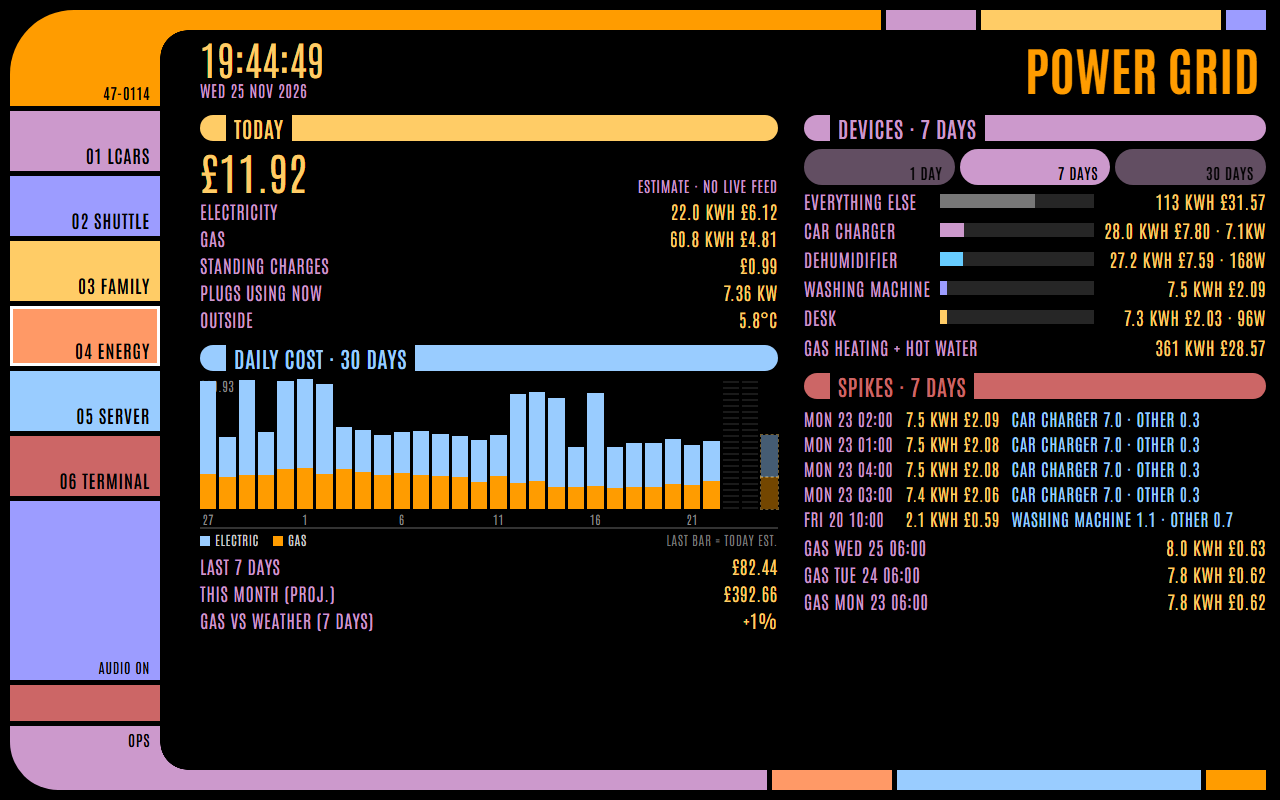 47-0114
01 LCARS
02 SHUTTLE
03 FAMILY
04 ENERGY
05 SERVER
06 TERMINAL
AUDIO ON
OPS
19:44:49
WED 25 NOV 2026
POWER GRID
TODAY
£11.92
ESTIMATE · NO LIVE FEED
ELECTRICITY 22.0 KWH £6.12
GAS 60.8 KWH £4.81
STANDING CHARGES £0.99
PLUGS USING NOW 7.36 KW
OUTSIDE 5.8°C
DAILY COST · 30 DAYS
.93
27 1 6 11 16 21
ELECTRIC GAS LAST BAR = TODAY EST.
LAST 7 DAYS £82.44
THIS MONTH (PROJ.) £392.66
GAS VS WEATHER (7 DAYS) +1%
DEVICES · 7 DAYS
1 DAY 7 DAYS 30 DAYS
EVERYTHING ELSE 113 KWH £31.57
CAR CHARGER 28.0 KWH £7.80 · 7.1KW
DEHUMIDIFIER 27.2 KWH £7.59 · 168W
WASHING MACHINE 7.5 KWH £2.09
DESK 7.3 KWH £2.03 · 96W
GAS HEATING + HOT WATER 361 KWH £28.57
SPIKES · 7 DAYS
MON 23 02:00 7.5 KWH £2.09 CAR CHARGER 7.0 · OTHER 0.3
MON 23 01:00 7.5 KWH £2.08 CAR CHARGER 7.0 · OTHER 0.3
MON 23 04:00 7.5 KWH £2.08 CAR CHARGER 7.0 · OTHER 0.3
MON 23 03:00 7.4 KWH £2.06 CAR CHARGER 7.0 · OTHER 0.3
FRI 20 10:00 2.1 KWH £0.59 WASHING MACHINE 1.1 · OTHER 0.7
GAS WED 25 06:00 8.0 KWH £0.63
GAS TUE 24 06:00 7.8 KWH £0.62
GAS MON 23 06:00 7.8 KWH £0.62